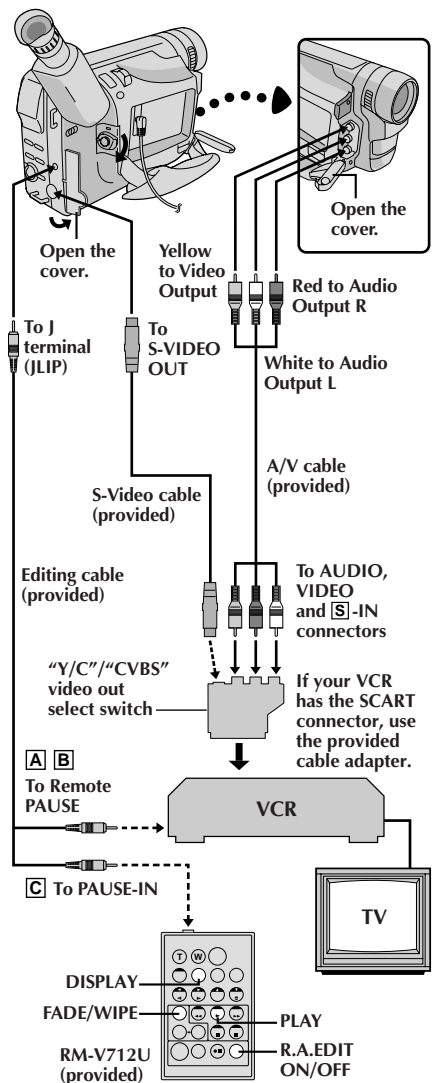 Open the
cover.
Open the
cover.
Yellow
to Video
Output
Red to Audio
Output R
White to Audio
Output L
To J
terminal
(JLIP)
To
S-VIDEO
OUT
A/V cable
(provided)
S-Video cable
(provided)
Editing cable
(provided)
To AUDIO,
VIDEO
and S -IN
connectors
“Y/C”/“CVBS”
video out
select switch
If your VCR
has the SCART
connector, use
the provided
cable adapter.
A B
To Remote
PAUSE
VCR
C To PAUSE-IN
TV
T W
DISPLAY
FADE/WIPE
PLAY
RM-V712U
(provided)
R.A.EDIT
ON/OFF